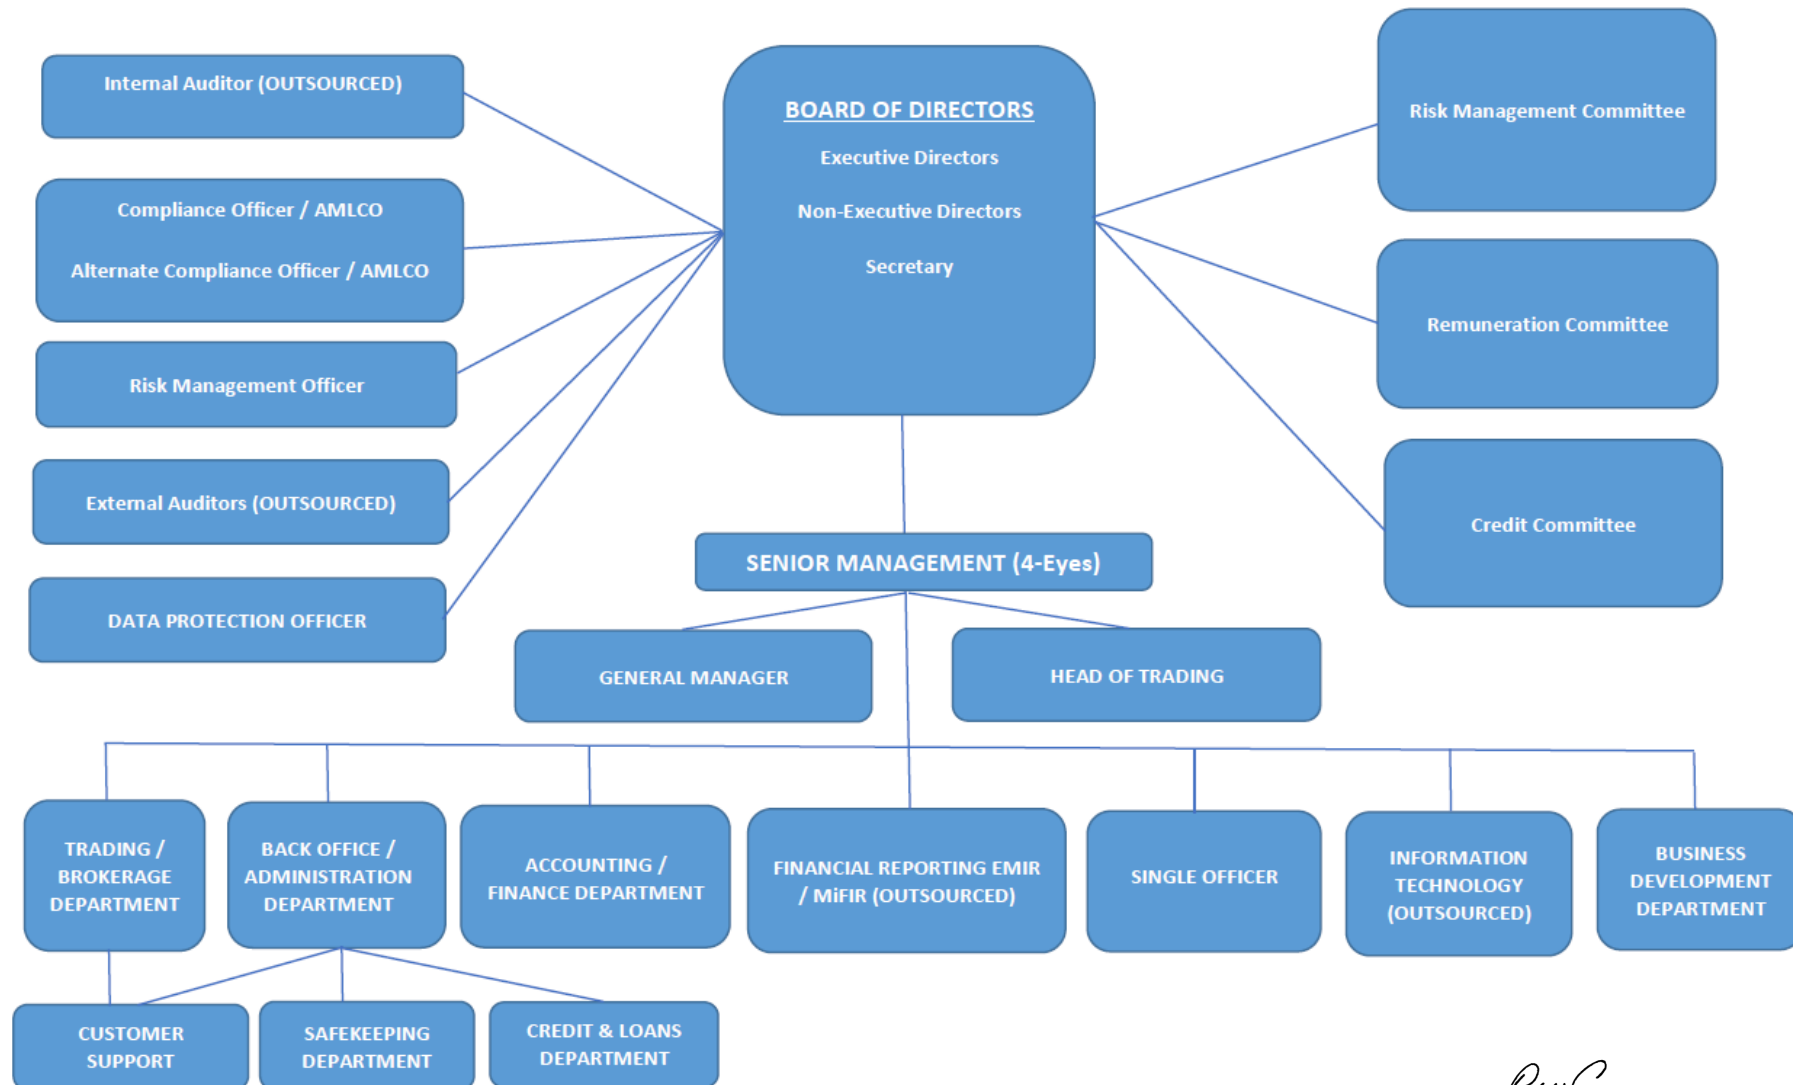 Internal Auditor (OUTSOURCED)
Compliance Officer / AMLCO
Alternate Compliance Officer / AMLCO
Risk Management Officer
External Auditors (OUTSOURCED)
DATA PROTECTION OFFICER
BOARD OF DIRECTORS
Executive Directors
Non-Executive Directors
Secretary
Risk Management Committee
Remuneration Committee
Credit Committee
SENIOR MANAGEMENT (4-Eyes)
GENERAL MANAGER
HEAD OF TRADING
TRADING /
BROKERAGE
DEPARTMENT
BACK OFFICE /
ADMINISTRATION
DEPARTMENT
ACCOUNTING /
FINANCE DEPARTMENT
FINANCIAL REPORTING EMIR
/ MiFIR (OUTSOURCED)
SINGLE OFFICER
INFORMATION
TECHNOLOGY
(OUTSOURCED)
BUSINESS
DEVELOPMENT
DEPARTMENT
CUSTOMER
SUPPORT
SAFEKEEPING
DEPARTMENT
CREDIT & LOANS
DEPARTMENT